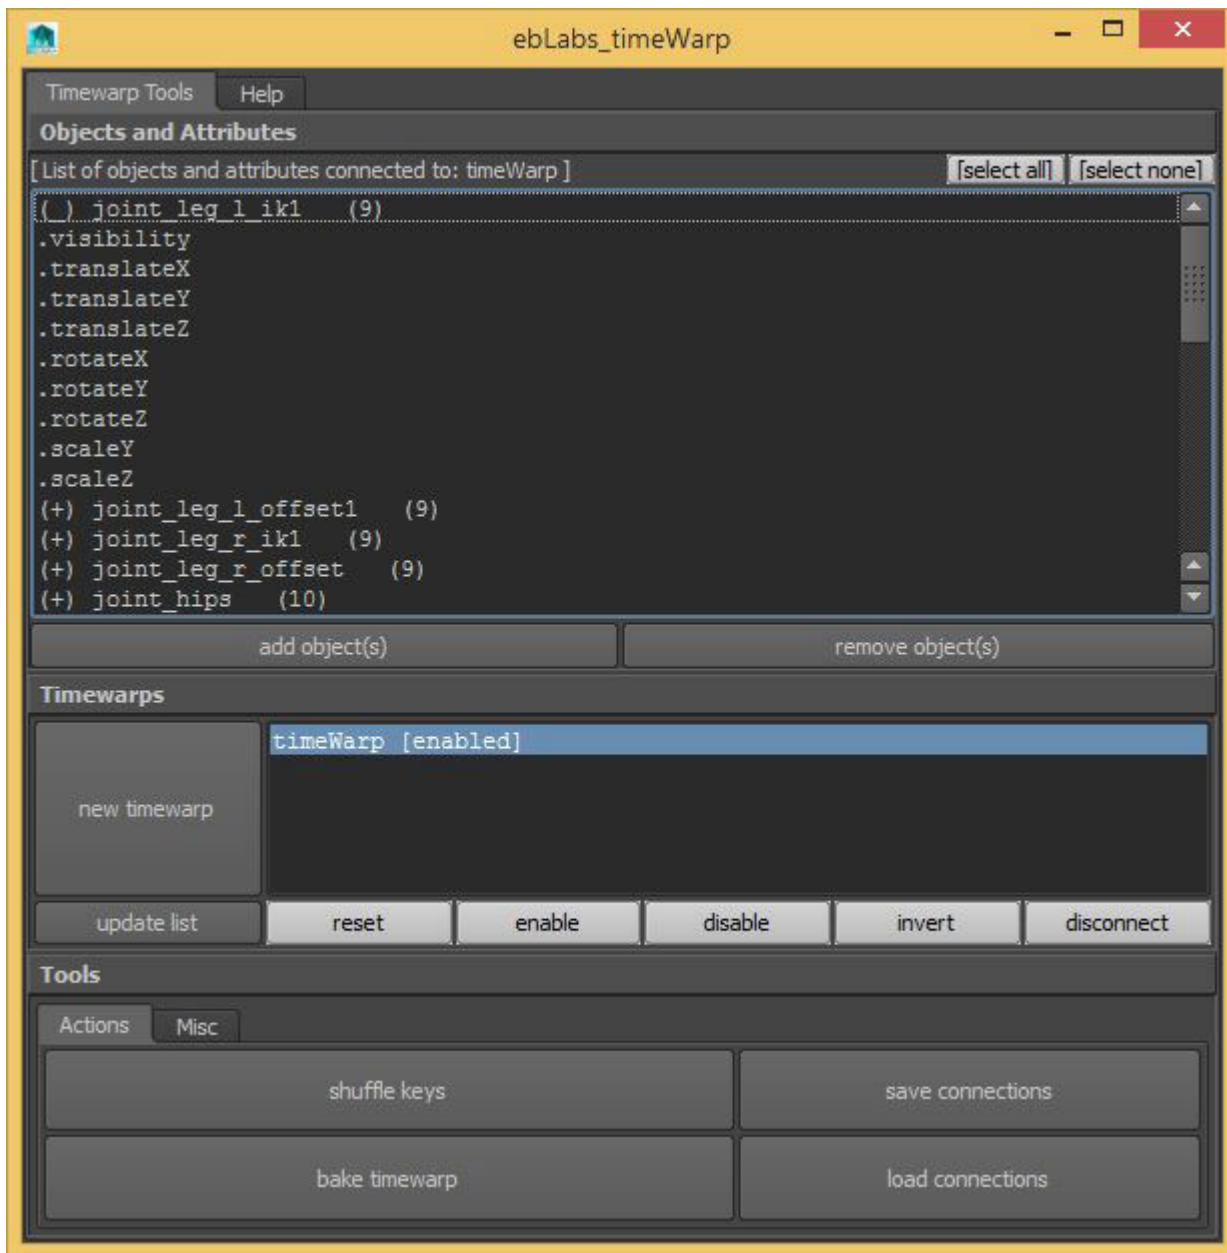 ebLabs_timeWarp
Timewarp Tools Help
Objects and Attributes
[ List of objects and attributes connected to: timeWarp ] [select all] [select none]
(_) joint_leg_l_ik1 (9)
.visibility
.translateX
.translateY
.translateZ
.rotateX
.rotateY
.rotateZ
.scaleY
.scaleZ
(+) joint_leg_l_offset1 (9)
(+) joint_leg_r_ik1 (9)
(+) joint_leg_r_offset (9)
(+) joint_hips (10)
add object(s) remove object(s)
Timewarps
timeWarp [enabled]
new timewarp
update list reset enable disable invert disconnect
Tools
Actions Misc
shuffle keys save connections
bake timewarp load connections